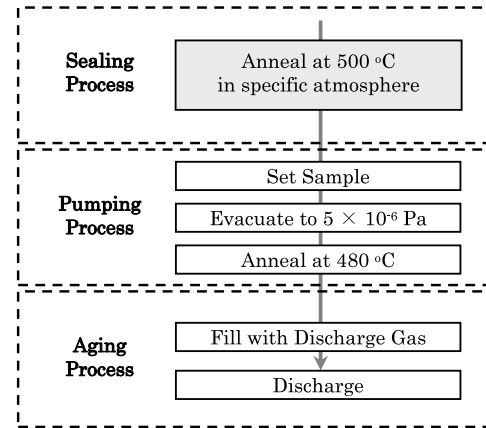 Sealing
Process
Anneal at 500 °C
in specific atmosphere
Pumping
Process
Set Sample
Evacuate to 5 × 10⁻⁶ Pa
Anneal at 480 °C
Aging
Process
Fill with Discharge Gas
Discharge